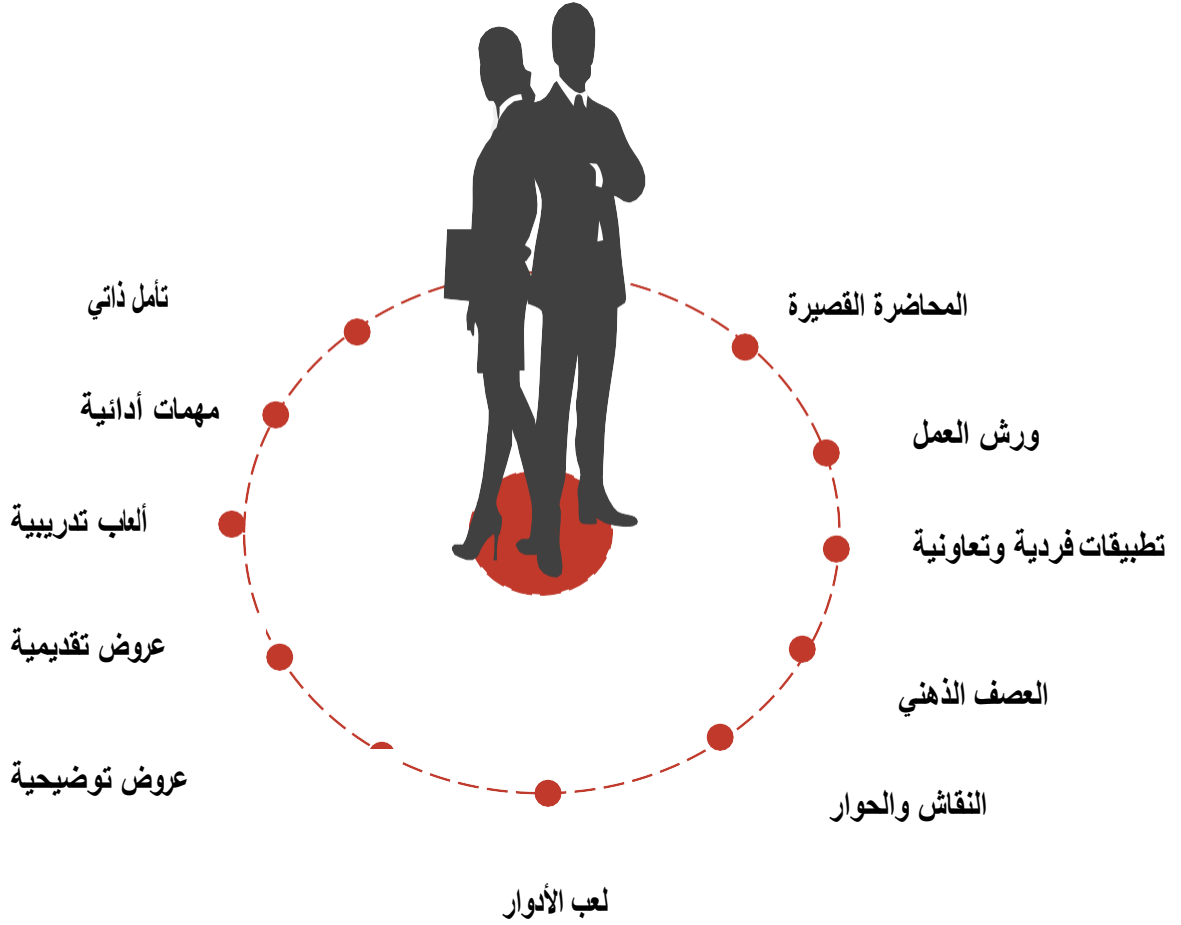 المحاضرة القصيرة
ورش العمل
تطبيقات فردية وتعاونية
العصف الذهني
النقاش والحوار
لعب الأدوار
عروض توضيحية
عروض تقديمية
ألعاب تدريبية
مهمات أدائية
تأمل ذاتي